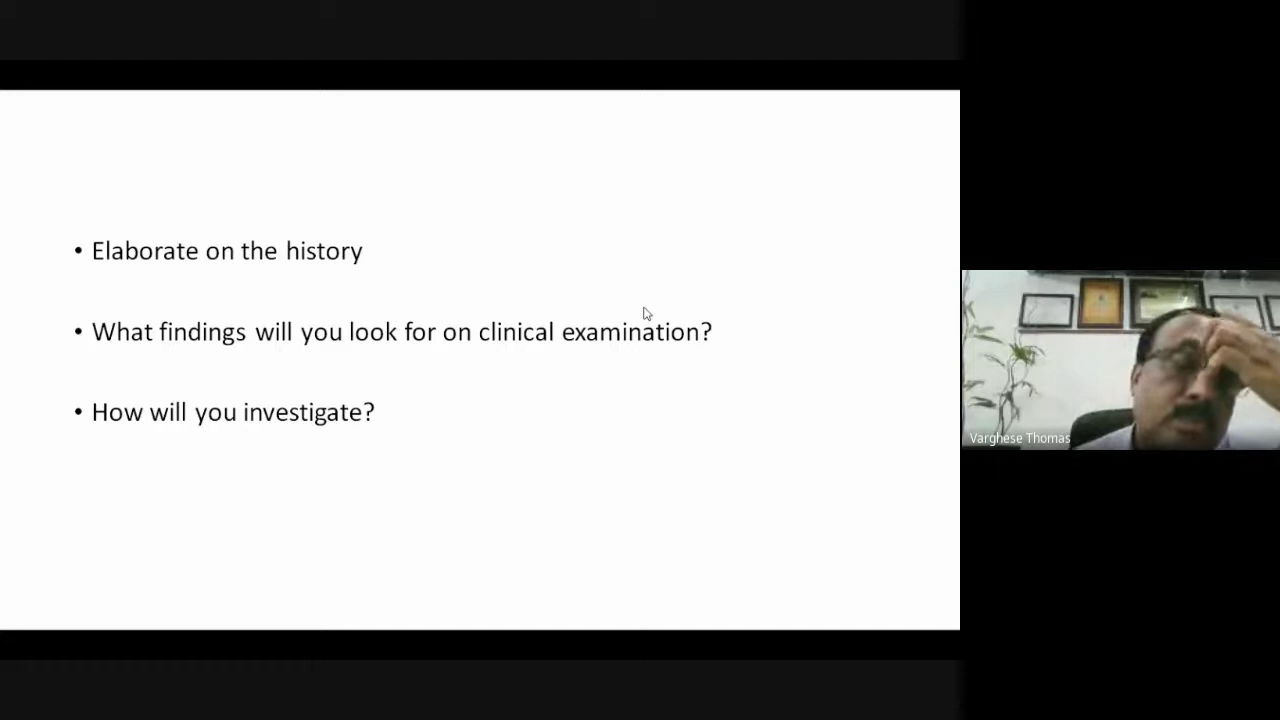 • Elaborate on the history
• What findings will you look for on clinical examination?
• How will you investigate?
Varghese Thomas